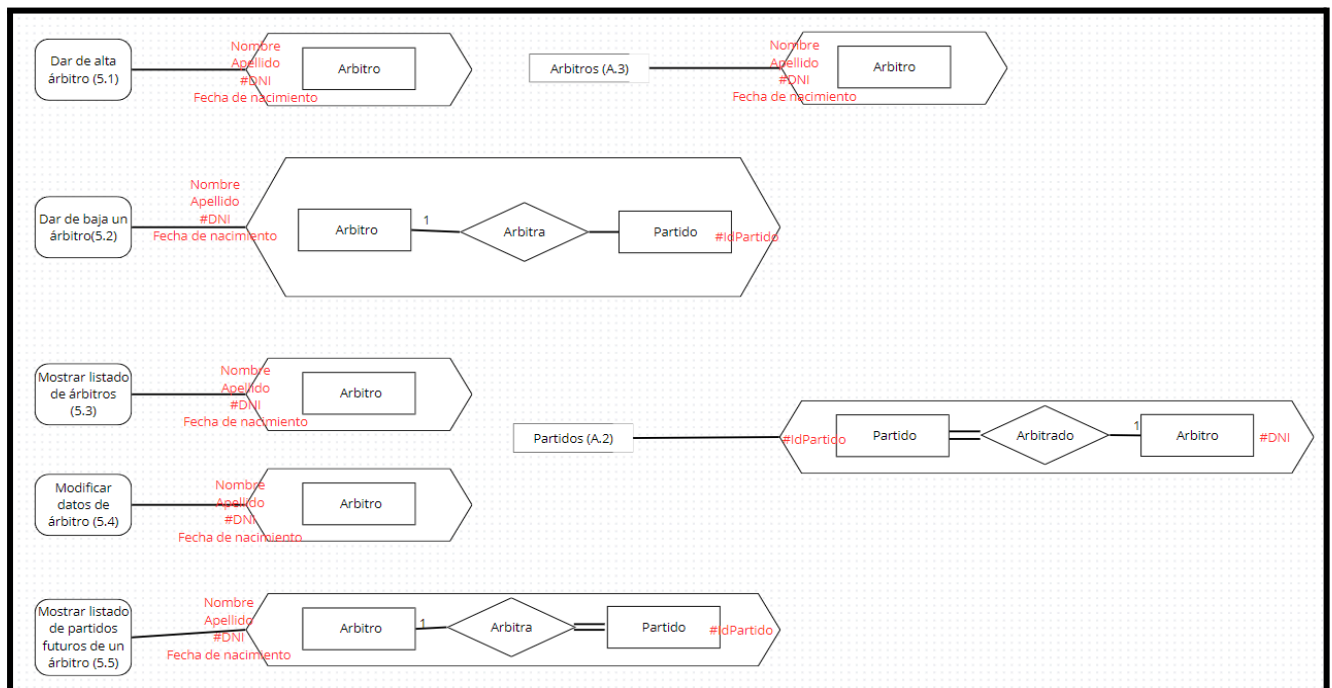 Dar de alta
árbitro (5.1)
Nombre
Apellido
#DNI
Fecha de nacimiento
Arbitro
Arbitros (A.3)
Nombre
Apellido
#DNI
Fecha de nacimiento
Arbitro
Dar de baja un
árbitro(5.2)
Nombre
Apellido
#DNI
Fecha de nacimiento
Arbitro
1
Arbitra
Partido
#IdPartido
Mostrar listado
de árbitros
(5.3)
Nombre
Apellido
#DNI
Fecha de nacimiento
Arbitro
Partidos (A.2)
#IdPartido
Partido
Arbitrado
1
Arbitro
#DNI
Modificar
datos de
árbitro (5.4)
Nombre
Apellido
#DNI
Fecha de nacimiento
Arbitro
Mostrar listado
de partidos
futuros de un
árbitro (5.5)
Nombre
Apellido
#DNI
Fecha de nacimiento
Arbitro
1
Arbitra
Partido
#IdPartido